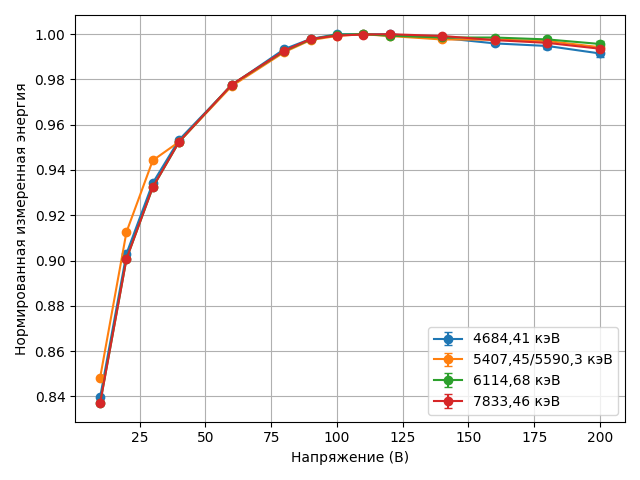 Нормированная измеренная энергия
1.00
0.98
0.96
0.94
0.92
0.90
0.88
0.86
0.84
4684,41 кэВ
5407,45/5590,3 кэВ
6114,68 кэВ
7833,46 кэВ
25 50 75 100 125 150 175 200
Напряжение (В)